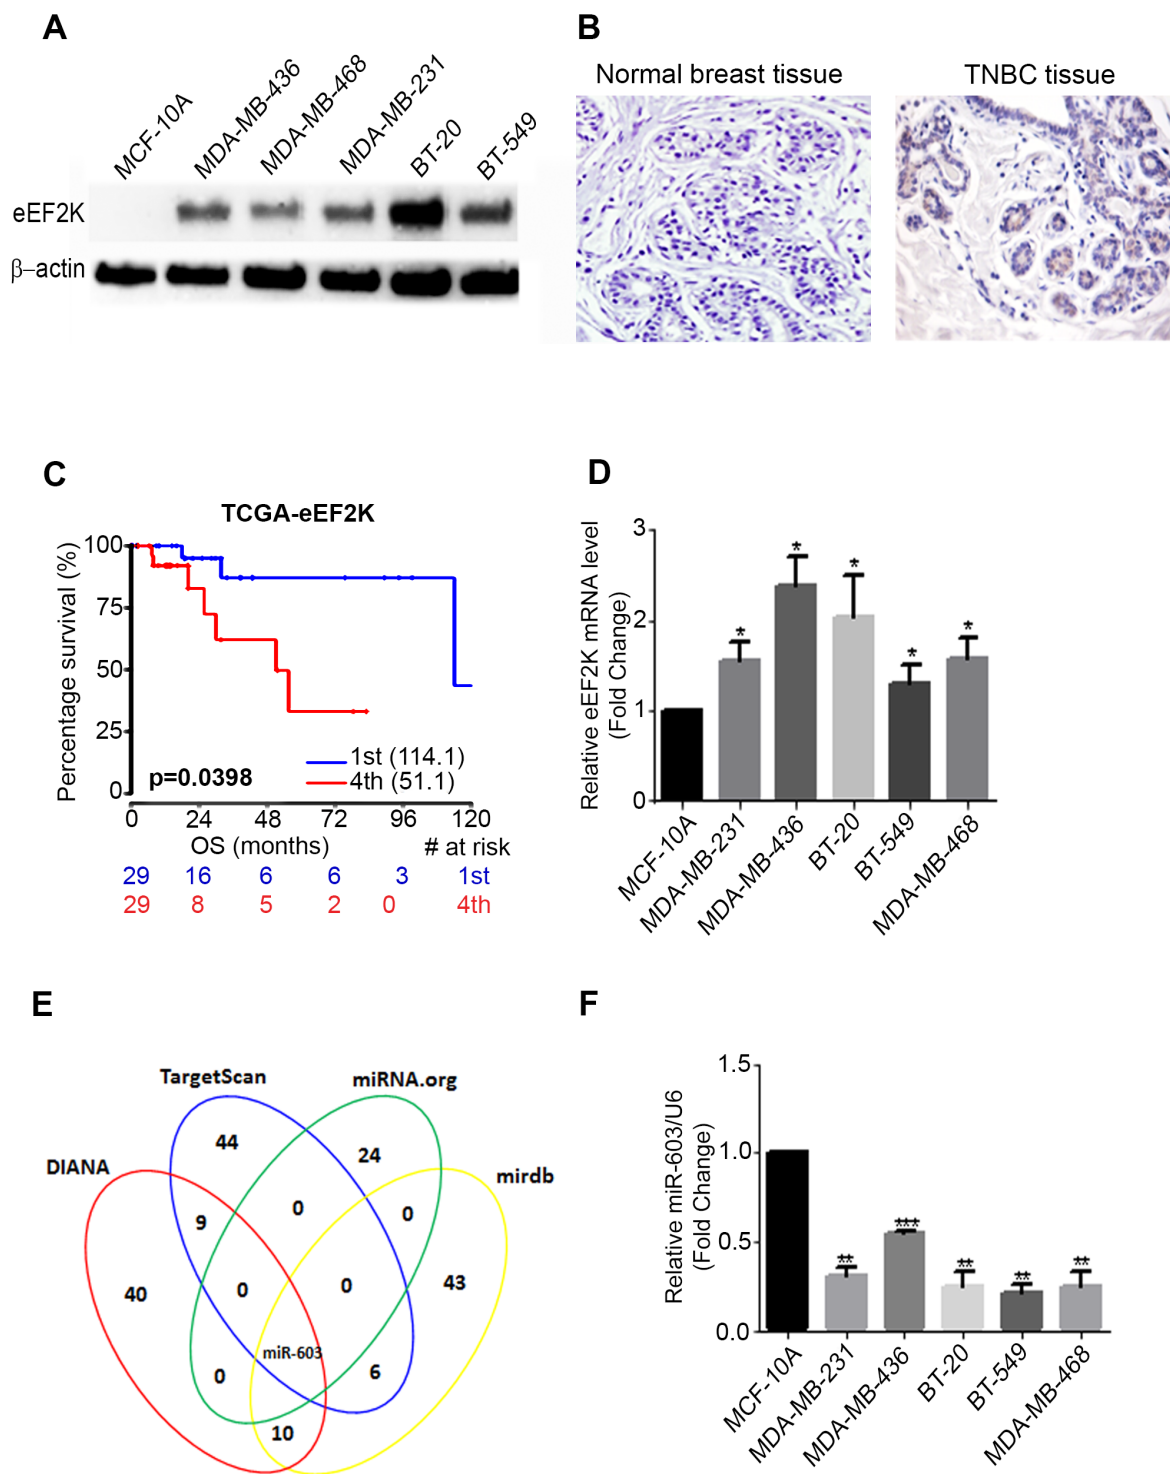 A
MCF-10A
MDA-MB-436
MDA-MB-468
MDA-MB-231
BT-20
BT-549
eEF2K
β–actin
B
Normal breast tissue
TNBC tissue
C
TCGA-eEF2K
Percentage survival (%)
100
75
50
25
0
p=0.0398
1st (114.1)
4th (51.1)
0 24 48 72 96 120
OS (months)
# at risk
29 16 6 6 3 1st
29 8 5 2 0 4th
D
Relative eEF2K mRNA level
(Fold Change)
3
2
1
0
* * * * *
MCF-10A
MDA-MB-231
MDA-MB-436
BT-20
BT-549
MDA-MB-468
E
TargetScan
miRNA.org
DIANA
mirdb
44
24
9
0
0
40
0
0
43
miR-603
0
6
10
F
Relative miR-603/U6
(Fold Change)
1.5
1.0
0.5
0.0
** *** ** ** **
MCF-10A
MDA-MB-231
MDA-MB-436
BT-20
BT-549
MDA-MB-468